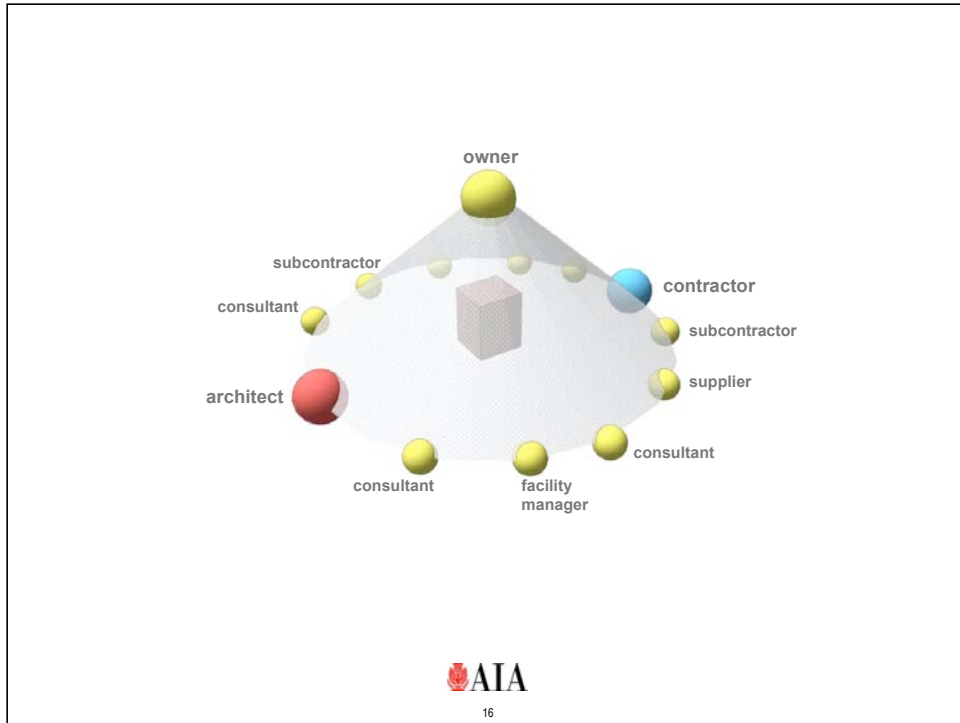 owner
subcontractor
contractor
consultant
subcontractor
supplier
architect
consultant
consultant
facility
manager
AIA
16